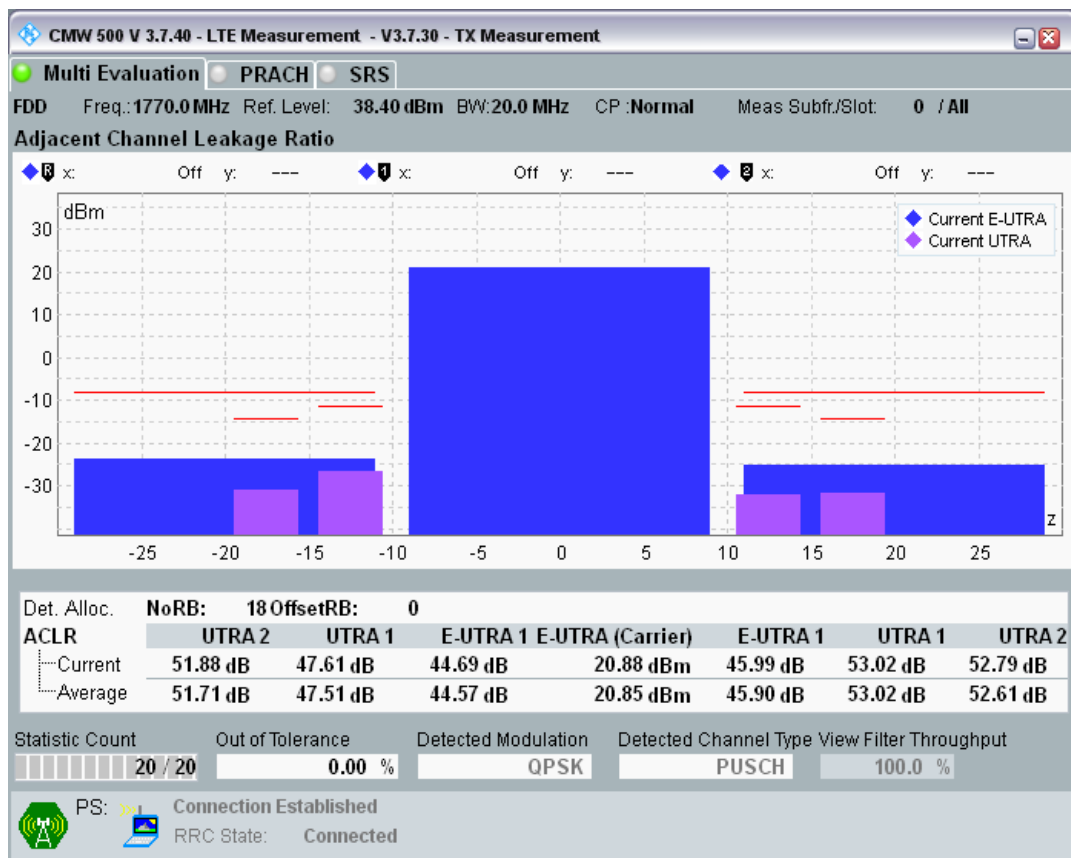 CMW 500 V 3.7.40 - LTE Measurement - V3.7.30 - TX Measurement
Multi Evaluation PRACH SRS
FDD Freq.:1770.0 MHz Ref. Level: 38.40 dBm BW:20.0 MHz CP :Normal Meas Subfr./Slot: 0 / All
Adjacent Channel Leakage Ratio
R x: Off y: --- 1 x: Off y: --- 2 x: Off y: ---
dBm
Current E-UTRA
Current UTRA
30
20
10
0
-10
-20
-30
z
-25 -20 -15 -10 -5 0 5 10 15 20 25
Det. Alloc. NoRB: 18 OffsetRB: 0
ACLR UTRA 2 UTRA 1 E-UTRA 1 E-UTRA (Carrier) E-UTRA 1 UTRA 1 UTRA 2
Current 51.88 dB 47.61 dB 44.69 dB 20.88 dBm 45.99 dB 53.02 dB 52.79 dB
Average 51.71 dB 47.51 dB 44.57 dB 20.85 dBm 45.90 dB 53.02 dB 52.61 dB
Statistic Count Out of Tolerance Detected Modulation Detected Channel Type View Filter Throughput
20 / 20 0.00 % QPSK PUSCH 100.0 %
PS: Connection Established
RRC State: Connected